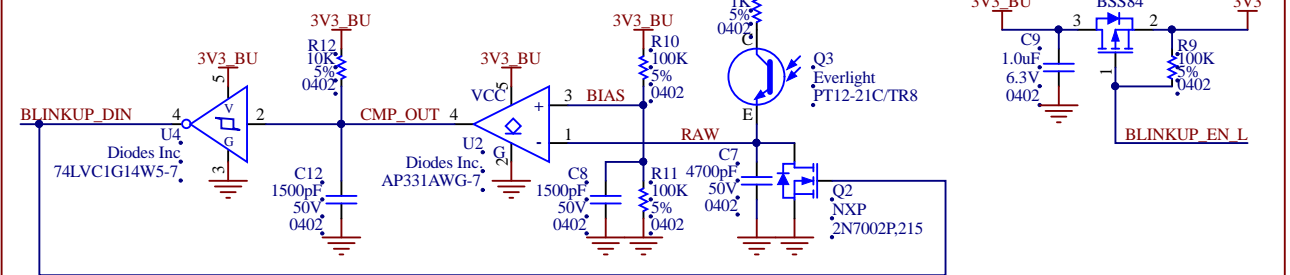 3V3_BU
R12
10K
5%
0402
3V3_BU
5
V
G
3
4
2
BLINKUP_DIN
U4
Diodes Inc
74LVC1G14W5-7
C12
1500pF
50V
0402
CMP_OUT
4
3V3_BU
VCC
5
+
-
G
2
U2
Diodes Inc.
AP331AWG-7
3
BIAS
1
RAW
3V3_BU
R10
100K
5%
0402
C8
1500pF
50V
0402
R11
100K
5%
0402
1K
5%
0402
C
E
Q3
Everlight
PT12-21C/TR8
C7
4700pF
50V
0402
Q2
NXP
2N7002P,215
3V3_BU
C9
1.0uF
6.3V
0402
BSS84
3
2
1
3V3
R9
100K
5%
0402
BLINKUP_EN_L